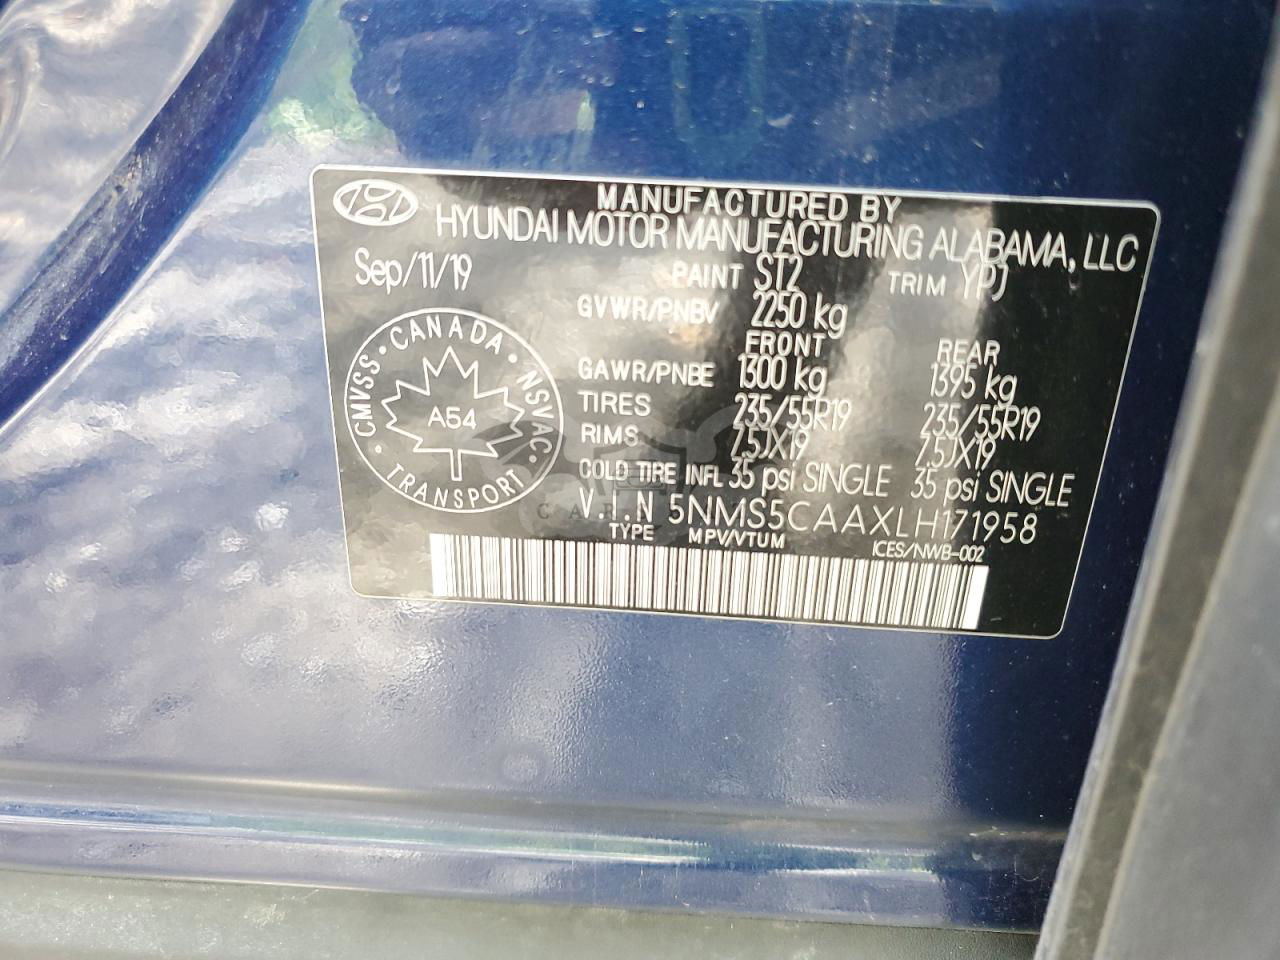 MANUFACTURED BY
HYUNDAI MOTOR MANUFACTURING ALABAMA, LLC
Sep/11/19 PAINT ST2 TRIM YPJ
GVWR/PNBV 2250 kg
FRONT REAR
GAWR/PNBE 1300 kg 1395 kg
TIRES 235/55R19 235/55R19
RIMS 7.5JX19 7.5JX19
COLD TIRE INFL 35 psi SINGLE 35 psi SINGLE
V.I.N 5NMS5CAAXLH171958
TYPE MPV/VTUM ICES/NWB-002
CMVSS • CANADA • NSVAC • TRANSPORT •
A54